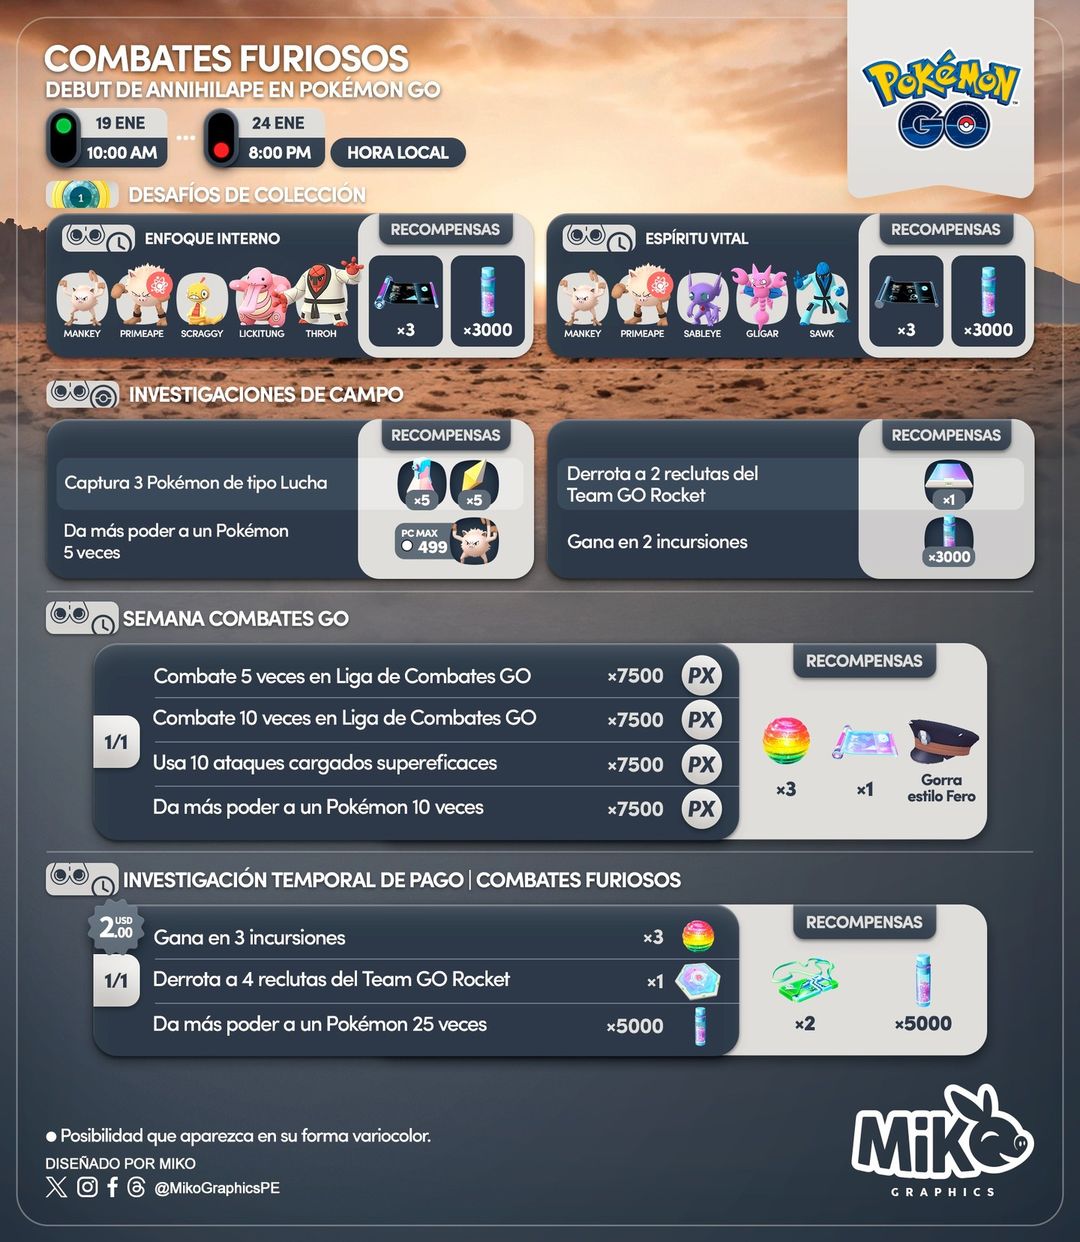 COMBATES FURIOSOS
DEBUT DE ANNIHILAPE EN POKÉMON GO
19 ENE
10:00 AM
...
24 ENE
8:00 PM
HORA LOCAL
POKÉMON
GO
1
DESAFÍOS DE COLECCIÓN
ENFOQUE INTERNO
RECOMPENSAS
MANKEY
PRIMEAPE
SCRAGGY
LICKITUNG
THROH
×3
×3000
ESPÍRITU VITAL
RECOMPENSAS
MANKEY
PRIMEAPE
SABLEYE
GLIGAR
SAWK
×3
×3000
INVESTIGACIONES DE CAMPO
RECOMPENSAS
Captura 3 Pokémon de tipo Lucha
×5
×5
Da más poder a un Pokémon
5 veces
PC MAX
499
RECOMPENSAS
Derrota a 2 reclutas del
Team GO Rocket
×1
Gana en 2 incursiones
×3000
SEMANA COMBATES GO
1/1
Combate 5 veces en Liga de Combates GO ×7500 PX
Combate 10 veces en Liga de Combates GO ×7500 PX
Usa 10 ataques cargados supereficaces ×7500 PX
Da más poder a un Pokémon 10 veces ×7500 PX
RECOMPENSAS
×3
×1
Gorra
estilo Fero
INVESTIGACIÓN TEMPORAL DE PAGO | COMBATES FURIOSOS
2.00 USD
1/1
Gana en 3 incursiones ×3
Derrota a 4 reclutas del Team GO Rocket ×1
Da más poder a un Pokémon 25 veces ×5000
RECOMPENSAS
×2
×5000
Posibilidad que aparezca en su forma variocolor.
DISEÑADO POR MIKO
@MikoGraphicsPE
MiKO
GRAPHICS